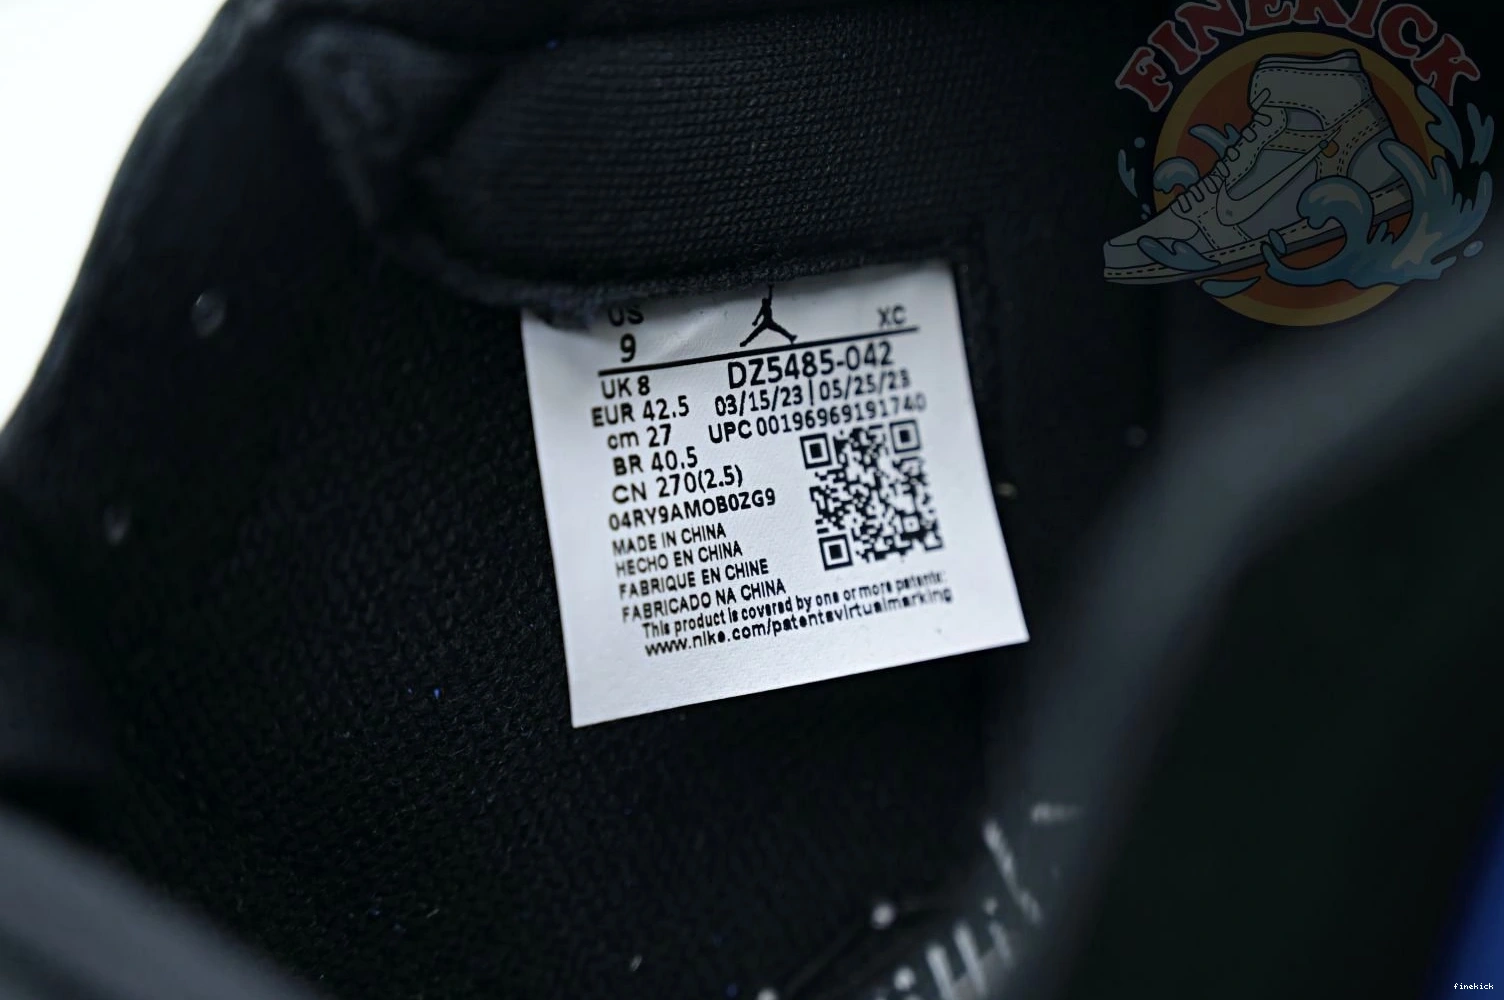 FINEKICK
US
9
XC
UK 8
DZ5485-042
EUR 42.5
03/15/23 | 05/25/23
cm 27
UPC 00196969191740
BR 40.5
CN 270(2.5)
04RY9AMOB0ZG9
MADE IN CHINA
HECHO EN CHINA
FABRIQUE EN CHINE
FABRICADO NA CHINA
This product is covered by one or more patents:
www.nike.com/patentsvirtualmarking
finekick